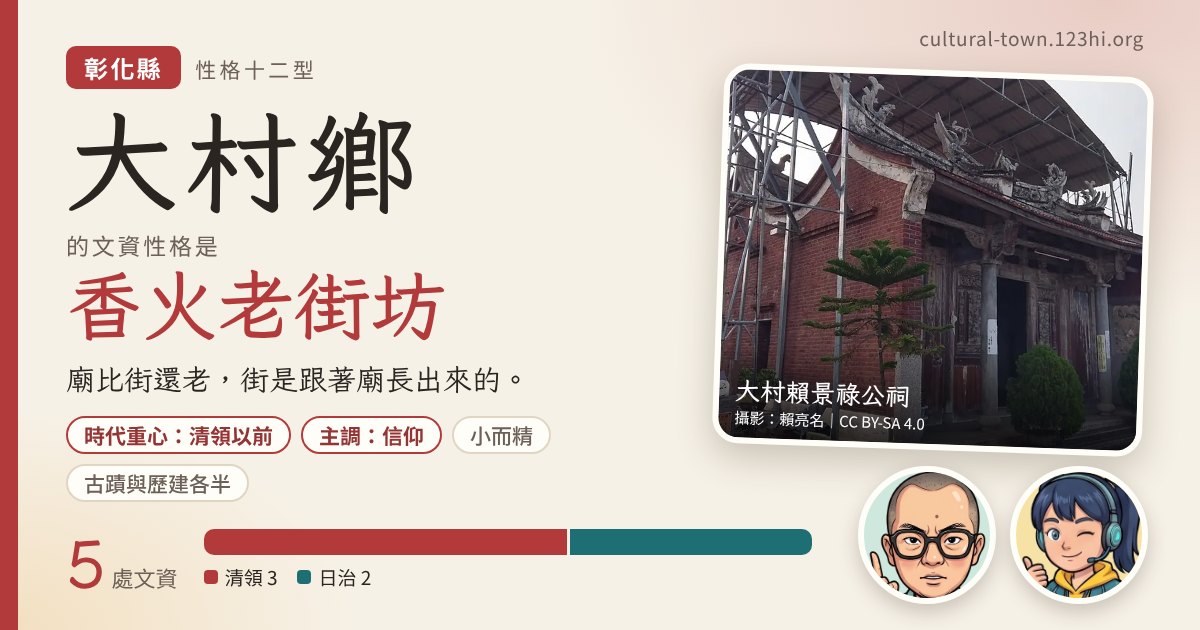 cultural-town.123hi.org
彰化縣 性格十二型
大村鄉
的文資性格是
香火老街坊
廟比街還老，街是跟著廟長出來的。
時代重心：清領以前 主調：信仰 小而精
古蹟與歷建各半
5 處文資
清領 3 日治 2
大村賴景祿公祠
攝影：賴亮名｜CC BY-SA 4.0